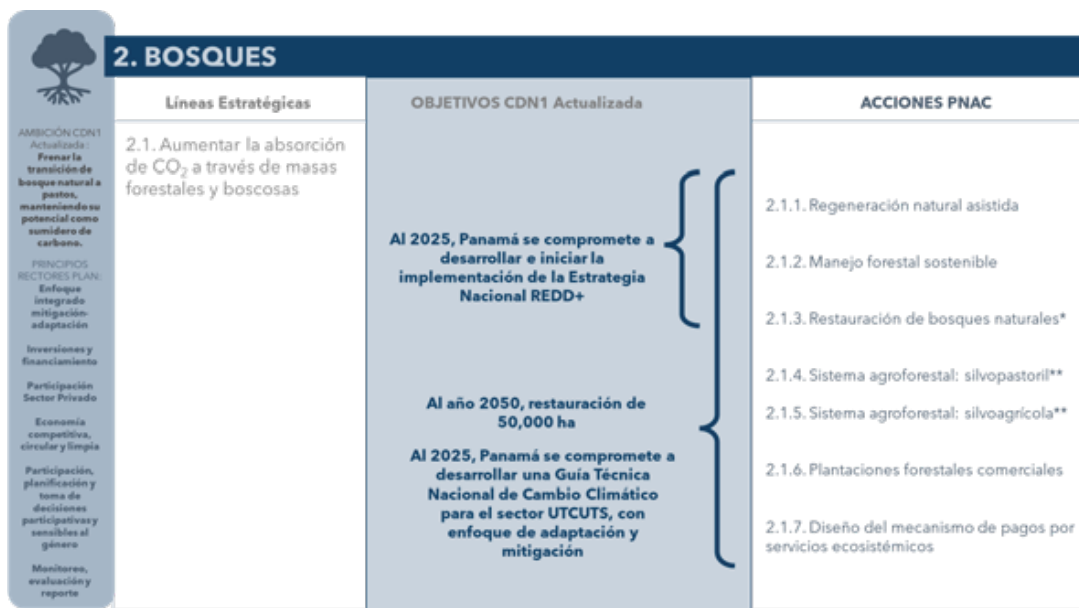 2. BOSQUES
Líneas Estratégicas
OBJETIVOS CDN1 Actualizada
ACCIONES PNAC
AMBICIÓN CDN1
Actualizada:
Frenar la
transición de
bosque natural a
pastos,
manteniendo su
potencial como
sumidero de
carbono.
PRINCIPIOS
RECTORES PLAN:
Enfoque
integrado
mitigación-
adaptación
Inversiones y
financiamiento
Participación
Sector Privado
Economía
competitiva,
circular y limpia
Participación,
planificación y
toma de
decisiones
participativas y
sensibles al
género
Monitoreo,
evaluación y
reporte
2.1. Aumentar la absorción
de CO₂ a través de masas
forestales y boscosas
Al 2025, Panamá se compromete a
desarrollar e iniciar la
implementación de la Estrategia
Nacional REDD+
Al año 2050, restauración de
50,000 ha
Al 2025, Panamá se compromete a
desarrollar una Guía Técnica
Nacional de Cambio Climático
para el sector UTCUTS, con
enfoque de adaptación y
mitigación
2.1.1. Regeneración natural asistida
2.1.2. Manejo forestal sostenible
2.1.3. Restauración de bosques naturales*
2.1.4. Sistema agroforestal: silvopastoril**
2.1.5. Sistema agroforestal: silvoagrícola**
2.1.6. Plantaciones forestales comerciales
2.1.7. Diseño del mecanismo de pagos por
servicios ecosistémicos